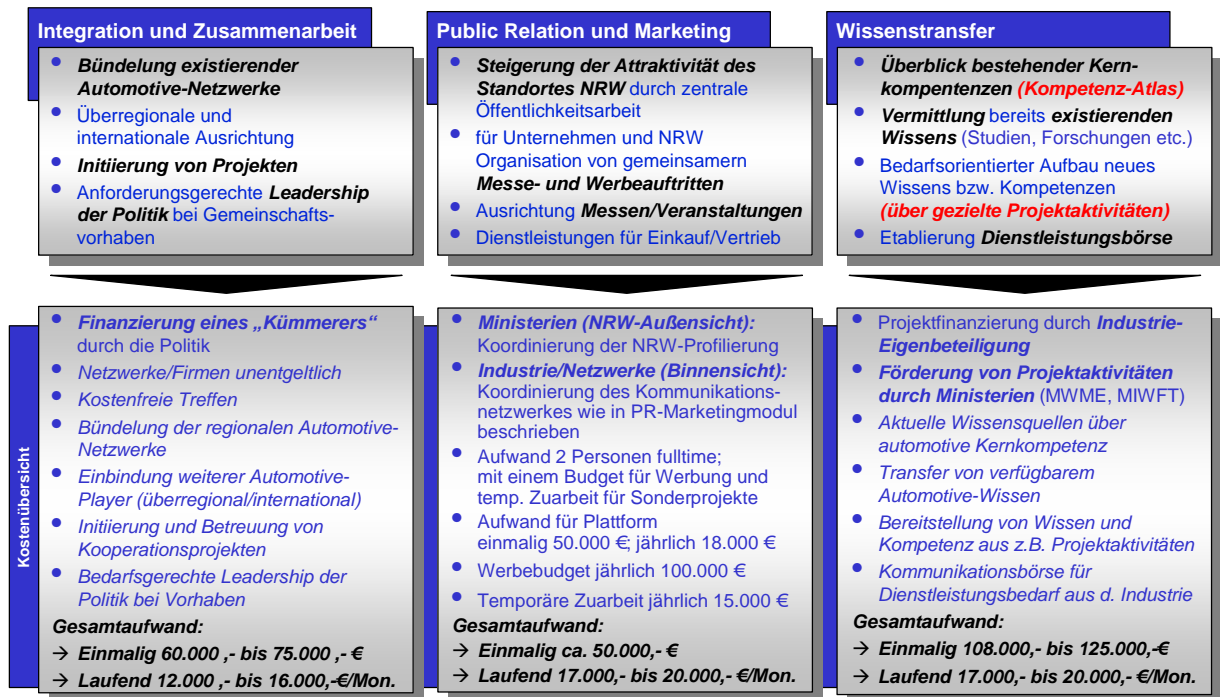 Integration und Zusammenarbeit
• Bündelung existierender
Automotive-Netzwerke
• Überregionale und
internationale Ausrichtung
• Initiierung von Projekten
• Anforderungsgerechte Leadership
der Politik bei Gemeinschafts-
vorhaben
Public Relation und Marketing
• Steigerung der Attraktivität des
Standortes NRW durch zentrale
Öffentlichkeitsarbeit
• für Unternehmen und NRW
Organisation von gemeinsamern
Messe- und Werbeauftritten
• Ausrichtung Messen/Veranstaltungen
• Dienstleistungen für Einkauf/Vertrieb
Wissenstransfer
• Überblick bestehender Kern-
kompentenzen (Kompetenz-Atlas)
• Vermittlung bereits existierenden
Wissens (Studien, Forschungen etc.)
• Bedarfsorientierter Aufbau neues
Wissens bzw. Kompetenzen
(über gezielte Projektaktivitäten)
• Etablierung Dienstleistungsbörse
Kostenübersicht
• Finanzierung eines „Kümmerers“
durch die Politik
• Netzwerke/Firmen unentgeltlich
• Kostenfreie Treffen
• Bündelung der regionalen Automotive-
Netzwerke
• Einbindung weiterer Automotive-
Player (überregional/international)
• Initiierung und Betreuung von
Kooperationsprojekten
• Bedarfsgerechte Leadership der
Politik bei Vorhaben
Gesamtaufwand:
→ Einmalig 60.000 ,- bis 75.000 ,- €
→ Laufend 12.000 ,- bis 16.000,-€/Mon.
• Ministerien (NRW-Außensicht):
Koordinierung der NRW-Profilierung
• Industrie/Netzwerke (Binnensicht):
Koordinierung des Kommunikations-
netzwerkes wie in PR-Marketingmodul
beschrieben
• Aufwand 2 Personen fulltime;
mit einem Budget für Werbung und
temp. Zuarbeit für Sonderprojekte
• Aufwand für Plattform
einmalig 50.000 €; jährlich 18.000 €
• Werbebudget jährlich 100.000 €
• Temporäre Zuarbeit jährlich 15.000 €
Gesamtaufwand:
→ Einmalig ca. 50.000,- €
→ Laufend 17.000,- bis 20.000,- €/Mon.
• Projektfinanzierung durch Industrie-
Eigenbeteiligung
• Förderung von Projektaktivitäten
durch Ministerien (MWME, MIWFT)
• Aktuelle Wissensquellen über
automotive Kernkompetenz
• Transfer von verfügbarem
Automotive-Wissen
• Bereitstellung von Wissen und
Kompetenz aus z.B. Projektaktivitäten
• Kommunikationsbörse für
Dienstleistungsbedarf aus d. Industrie
Gesamtaufwand:
→ Einmalig 108.000,- bis 125.000,-€
→ Laufend 17.000,- bis 20.000,- €/Mon.